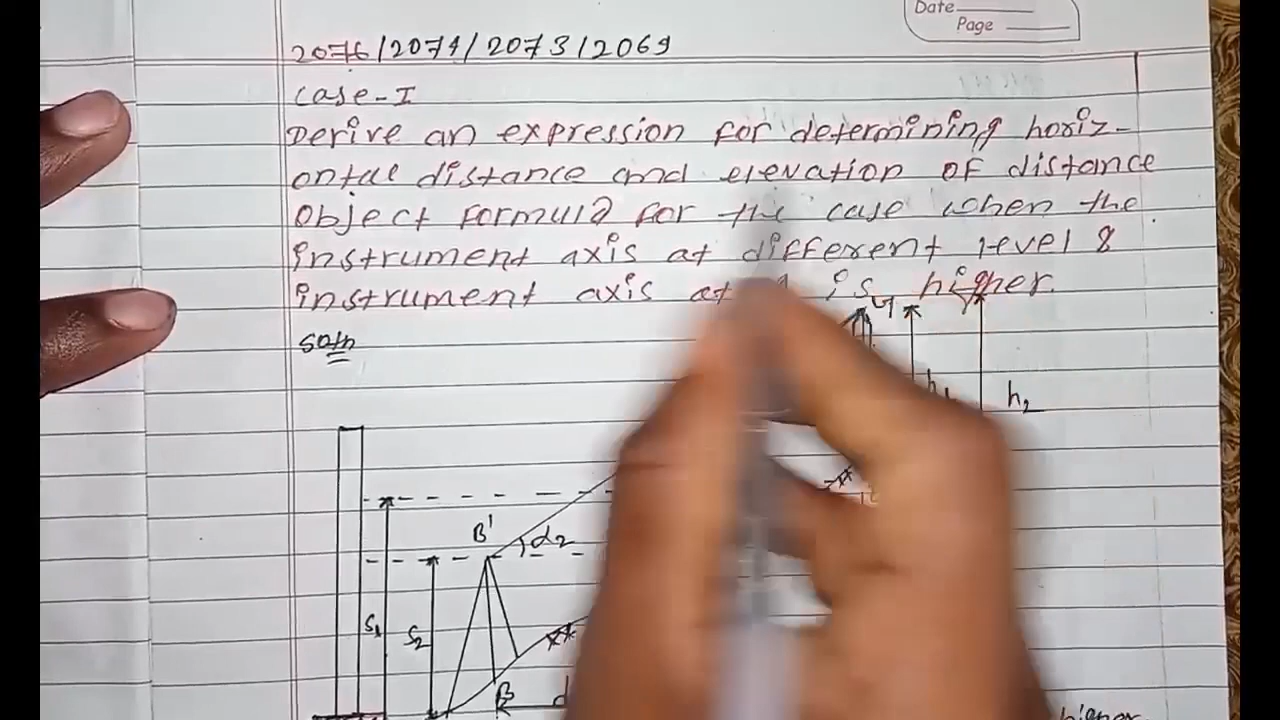 Date
Page
2076/2074/2073/2069
Case-I
Derive an expression for determining horiz-
ontal distance and elevation of distance
object formula for the case when the
instrument axis at different level &
instrument axis at is higher.
Soln
h2
B'
α2
S1
S2
B
d
higher